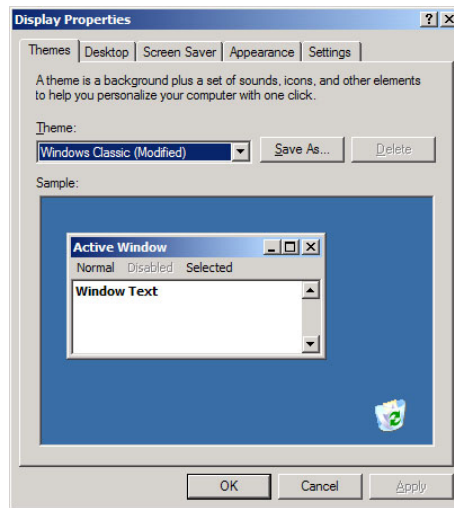 Display Properties
Themes Desktop Screen Saver Appearance Settings
A theme is a background plus a set of sounds, icons, and other elements
to help you personalize your computer with one click.
Theme:
Windows Classic (Modified) Save As... Delete
Sample:
Active Window
Normal Disabled Selected
Window Text
OK Cancel Apply